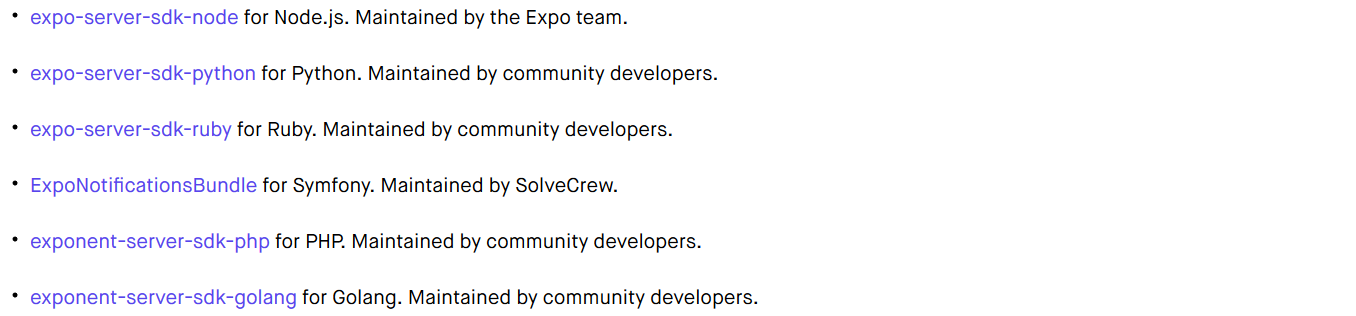 • expo-server-sdk-node for Node.js. Maintained by the Expo team.
• expo-server-sdk-python for Python. Maintained by community developers.
• expo-server-sdk-ruby for Ruby. Maintained by community developers.
• ExpoNotificationsBundle for Symfony. Maintained by SolveCrew.
• exponent-server-sdk-php for PHP. Maintained by community developers.
• exponent-server-sdk-golang for Golang. Maintained by community developers.